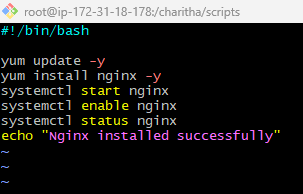 root@ip-172-31-18-178:/charitha/scripts
#!/bin/bash
yum update -y
yum install nginx -y
systemctl start nginx
systemctl enable nginx
systemctl status nginx
echo "Nginx installed successfully"
~
~
~